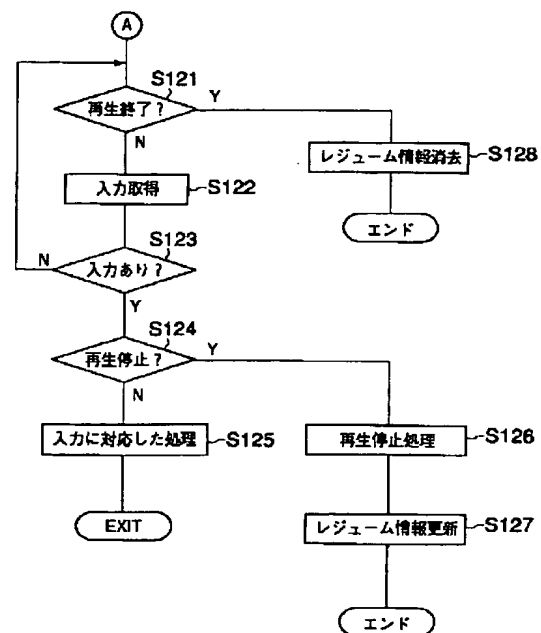 A
S121
再生終了？
Y
N
レジューム情報消去
S128
入力取得
S122
エンド
S123
N
入力あり？
Y
S124
再生停止？
Y
N
入力に対応した処理
S125
再生停止処理
S126
EXIT
レジューム情報更新
S127
エンド